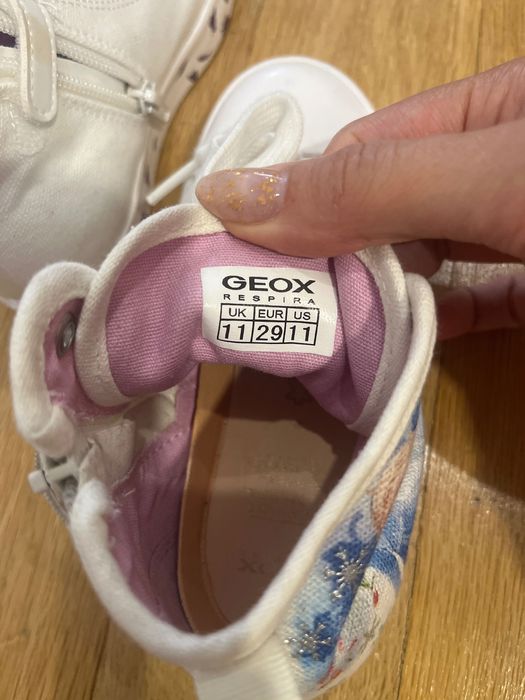 GEOX
RESPIRA
UK EUR US
11 29 11